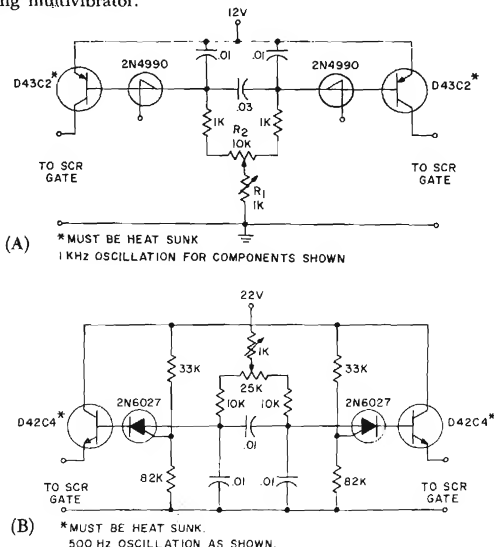 ng multivibrator.
12V
.01 .01
D43C2* 2N4990 2N4990 D43C2*
.03
1K R2 1K
10K
TO SCR
GATE
TO SCR
GATE
R1
1K
(A) *MUST BE HEAT SUNK
1 KHz OSCILLATION FOR COMPONENTS SHOWN
22V
1K
33K 33K
25K
2N6027 10K 10K 2N6027
D42C4* D42C4*
.01
82K .01 .01 82K
TO SCR
GATE
TO SCR
GATE
(B) *MUST BE HEAT SUNK.
500 Hz OSCILLATION AS SHOWN.